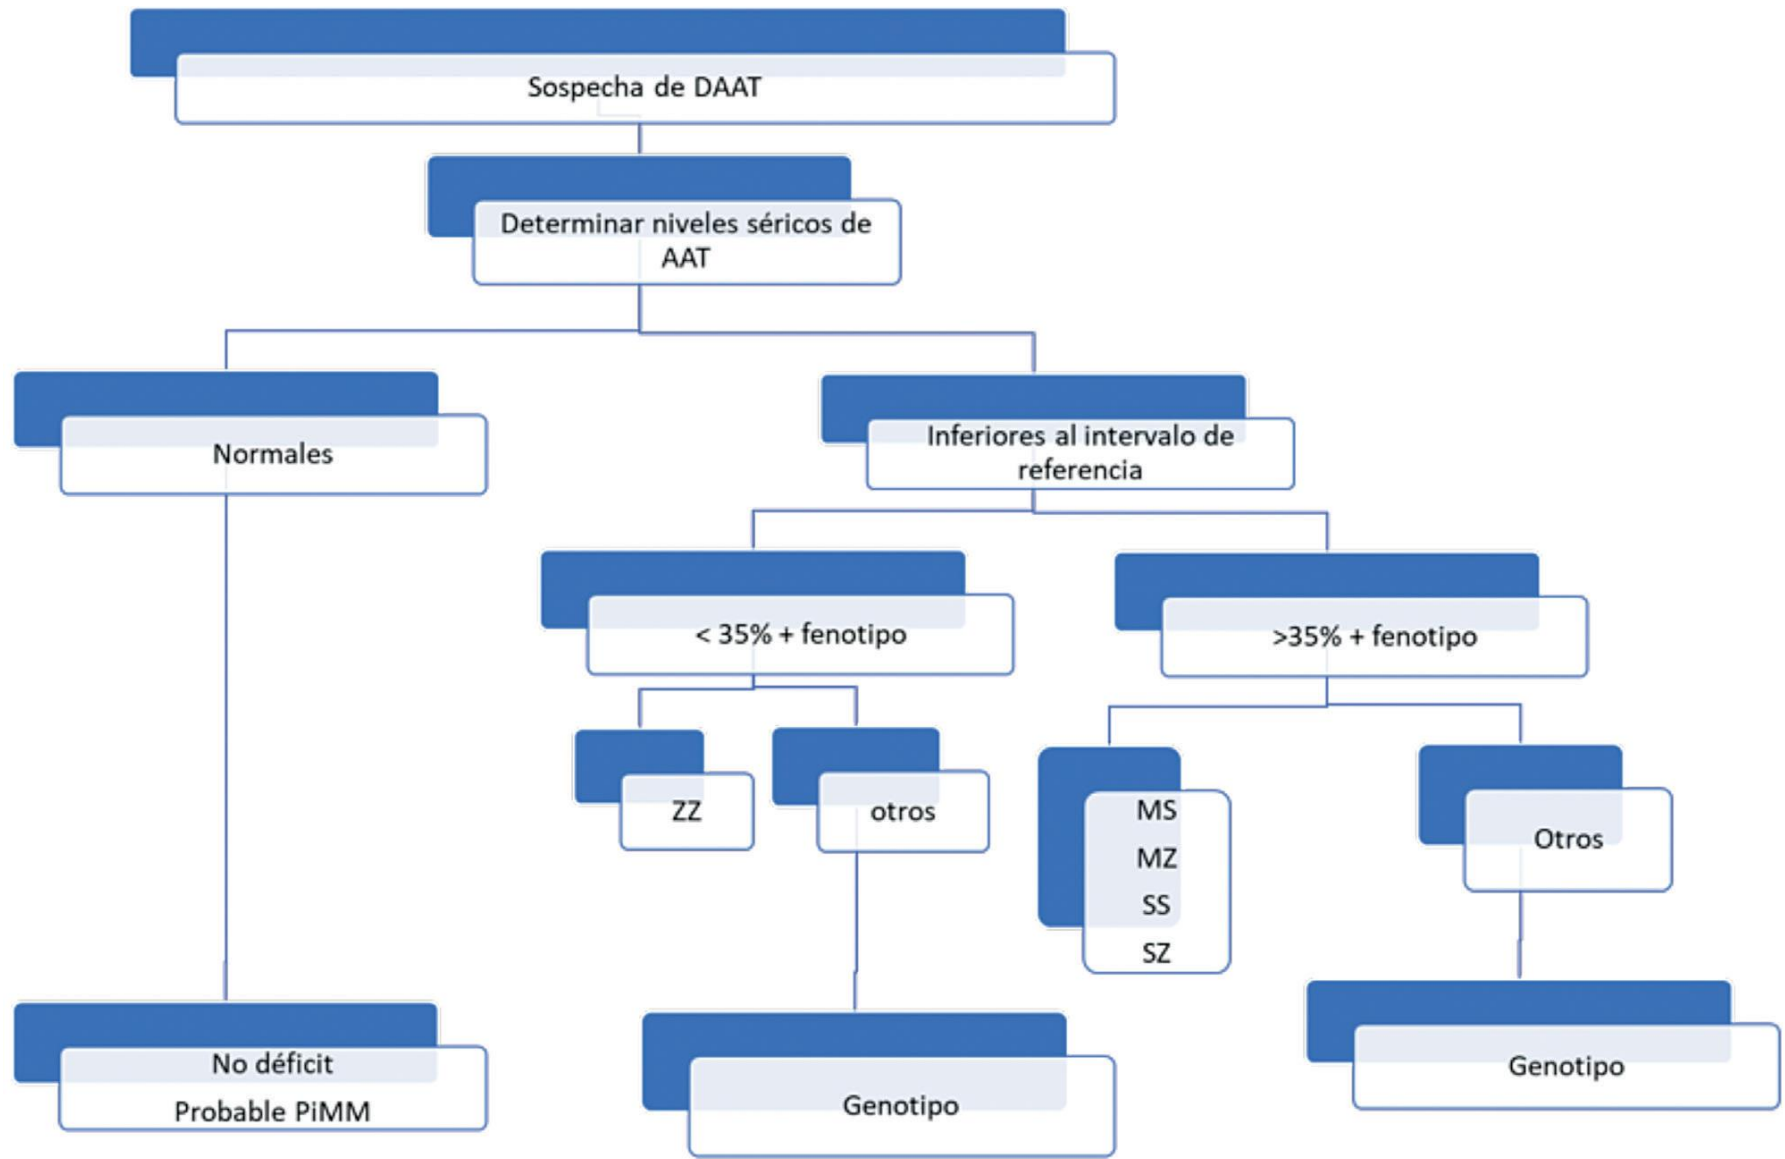 Sospecha de DAAT
Determinar niveles séricos de
AAT
Normales
Inferiores al intervalo de
referencia
< 35% + fenotipo
>35% + fenotipo
ZZ
otros
MS
MZ
SS
SZ
Otros
No déficit
Probable PiMM
Genotipo
Genotipo